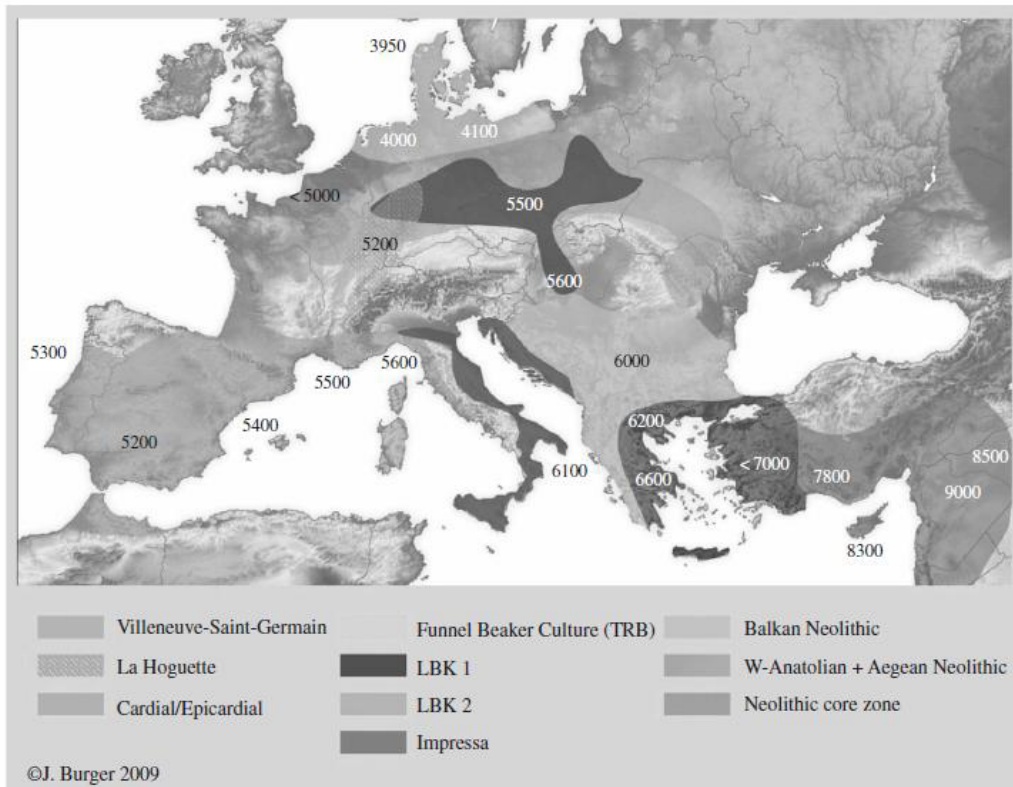 3950
4000
4100
< 5000
5500
5200
5600
5300
5600
6000
5500
5400
6200
5200
< 7000
8500
6100
6600
7800
9000
8300
Villeneuve-Saint-Germain
La Hoguette
Cardial/Epicardial
Funnel Beaker Culture (TRB)
LBK 1
LBK 2
Impressa
Balkan Neolithic
W-Anatolian + Aegean Neolithic
Neolithic core zone
©J. Burger 2009